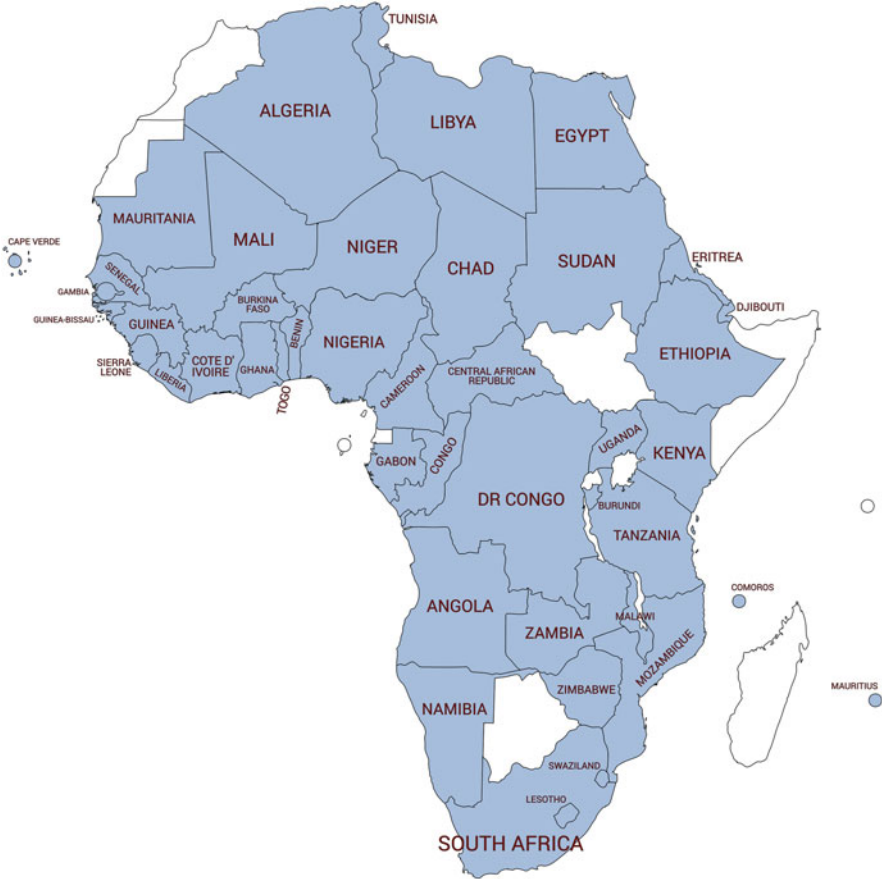 TUNISIA
ALGERIA
LIBYA
EGYPT
MAURITANIA
MALI
NIGER
CHAD
SUDAN
ERITREA
CAPE VERDE
SENEGAL
GAMBIA
GUINEA-BISSAU
GUINEA
BURKINA
FASO
BENIN
NIGERIA
DJIBOUTI
ETHIOPIA
SIERRA
LEONE
LIBERIA
COTE D'
IVOIRE
GHANA
TOGO
CAMEROON
CENTRAL AFRICAN
REPUBLIC
UGANDA
KENYA
GABON
CONGO
DR CONGO
BURUNDI
TANZANIA
COMOROS
ANGOLA
ZAMBIA
MALAWI
MOZAMBIQUE
MAURITIUS
NAMIBIA
ZIMBABWE
SWAZILAND
LESOTHO
SOUTH AFRICA